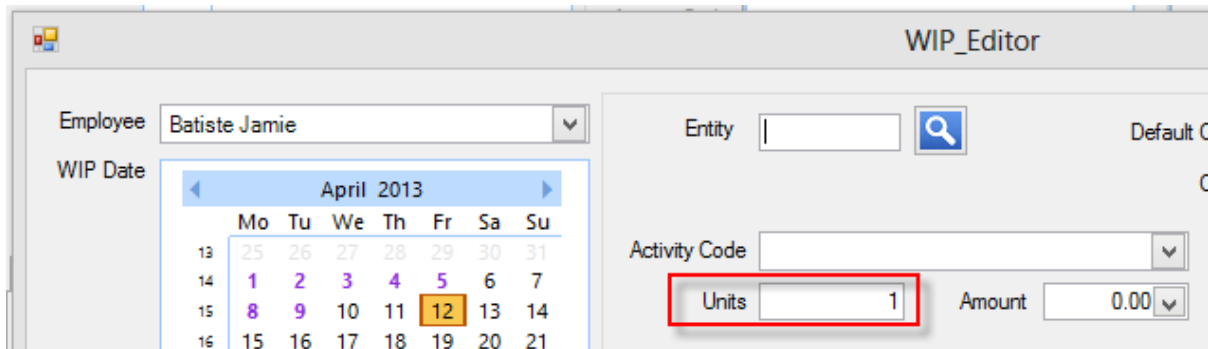 WIP_Editor
Employee Batiste Jamie
WIP Date
April 2013
Mo Tu We Th Fr Sa Su
13 25 26 27 28 29 30 31
14 1 2 3 4 5 6 7
15 8 9 10 11 12 13 14
16 15 16 17 18 19 20 21
Entity
Default C
C
Activity Code
Units 1 Amount 0.00